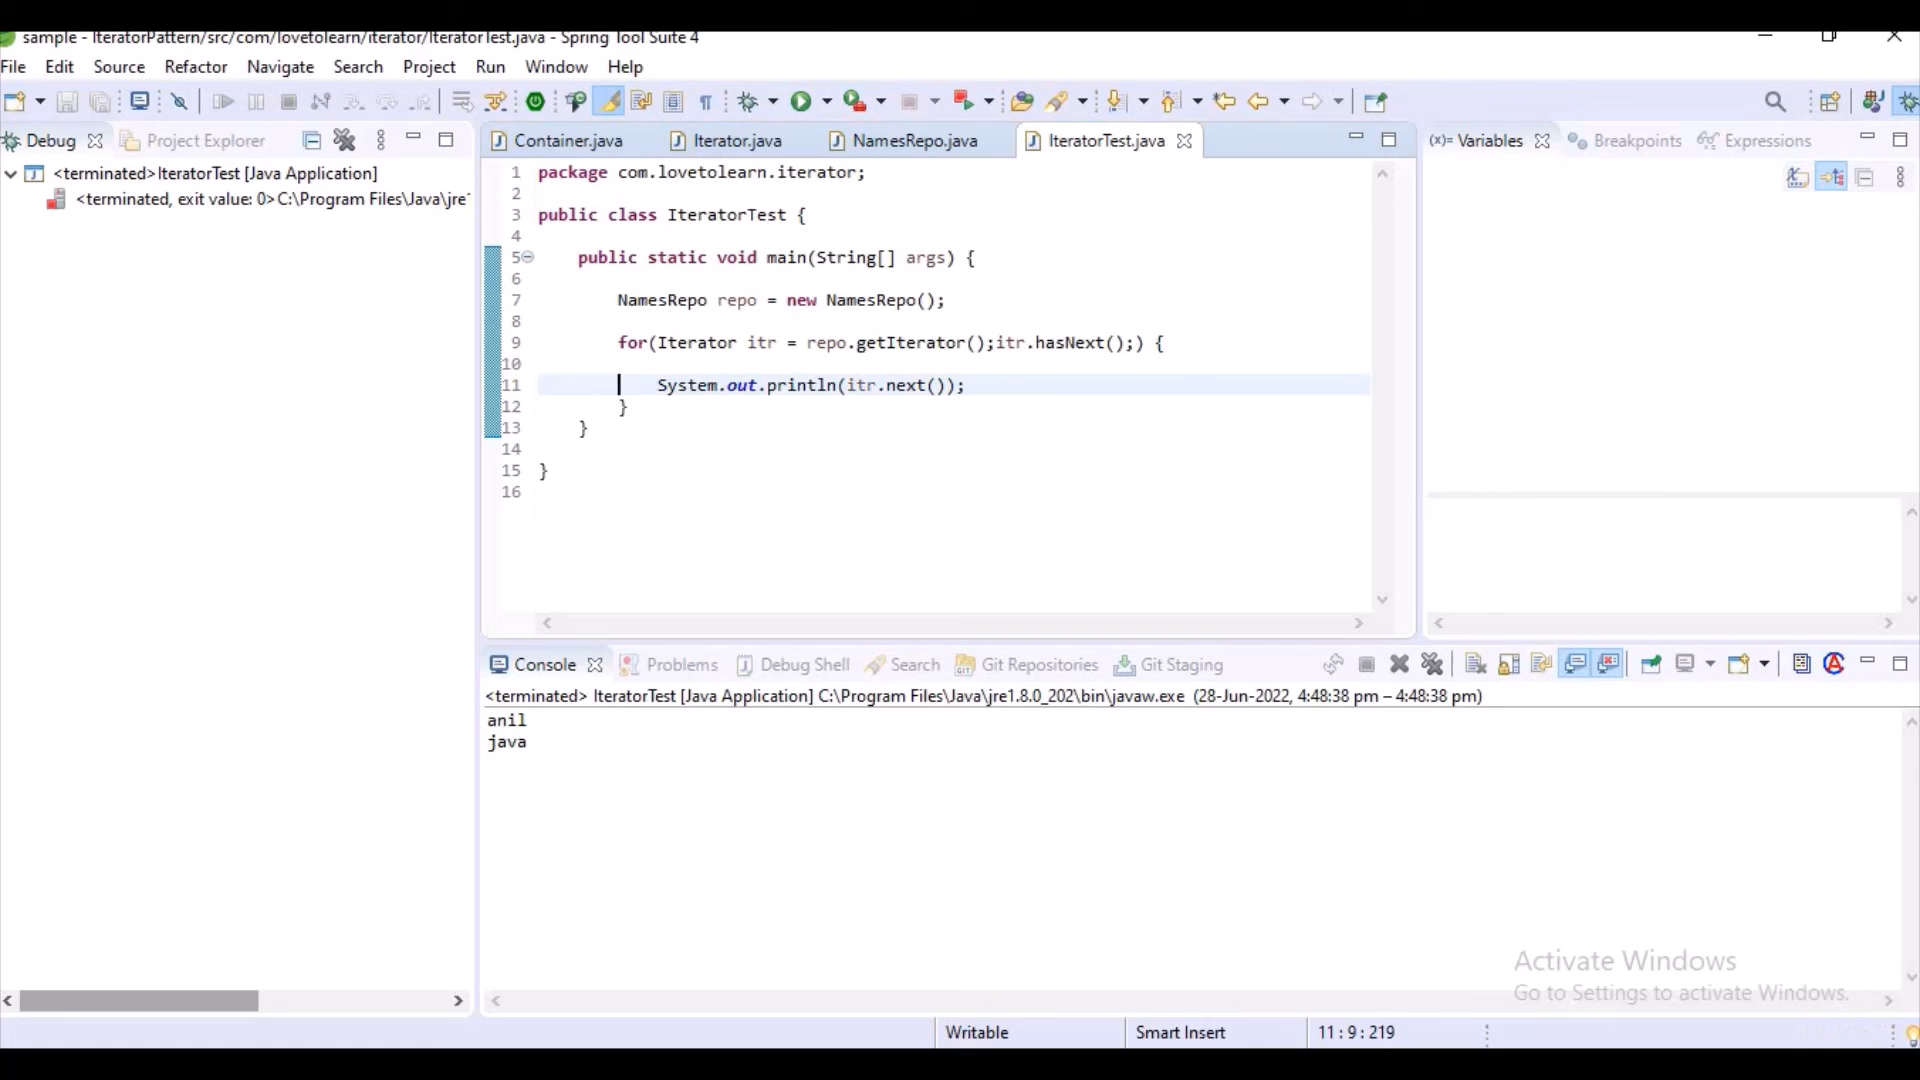 sample - IteratorPattern/src/com/lovetolearn/iterator/IteratorTest.java - Spring Tool Suite 4
File Edit Source Refactor Navigate Search Project Run Window Help
Debug Project Explorer
<terminated>IteratorTest [Java Application]
<terminated, exit value: 0>C:\Program Files\Java\jre
Container.java Iterator.java NamesRepo.java IteratorTest.java
1 package com.lovetolearn.iterator;
2
3 public class IteratorTest {
4
5 public static void main(String[] args) {
6
7 NamesRepo repo = new NamesRepo();
8
9 for(Iterator itr = repo.getIterator();itr.hasNext();) {
10
11 System.out.println(itr.next());
12 }
13 }
14
15 }
16
(x)= Variables Breakpoints Expressions
Console Problems Debug Shell Search Git Repositories Git Staging
<terminated> IteratorTest [Java Application] C:\Program Files\Java\jre1.8.0_202\bin\javaw.exe (28-Jun-2022, 4:48:38 pm – 4:48:38 pm)
anil
java
Activate Windows
Go to Settings to activate Windows.
Writable Smart Insert 11 : 9 : 219